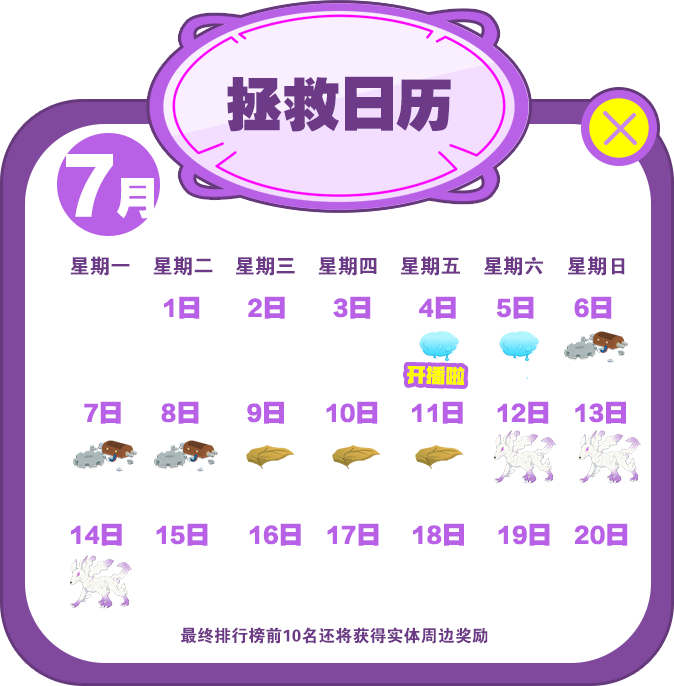 拯救日历
7月
星期一 星期二 星期三 星期四 星期五 星期六 星期日
1日 2日 3日 4日 5日 6日
开播啦
7日 8日 9日 10日 11日 12日 13日
14日 15日 16日 17日 18日 19日 20日
最终排行榜前10名还将获得实体周边奖励